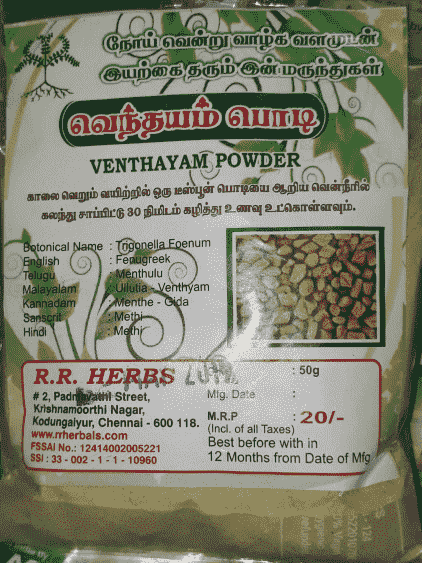 நோய் வென்று வாழ்க வளமுடன்
இயற்கை தரும் இன் மருந்துகள்
வெந்தயம் பொடி
VENTHAYAM POWDER
காலை வெறும் வயிற்றில் ஒரு டீஸ்பூன் பொடியை ஆறிய வென்நீரில்
கலந்து சாப்பிட்டு 30 நிமிடம் கழித்து உணவு உட்கொள்ளவும்.
Botonical Name : Trigonella Foenum
English : Feaugreek
Telugu : Menthulu
Malayalam : Uilutia - Venthyam
Kannadam : Menthe - Gida
Sanscrit : Methi
Hindi : Methi
R.R. HERBS
# 2, Padmavathi Street,
Krishnamoorthi Nagar,
Kodungaiyur, Chennai - 600 118.
www.rrherbals.com
FSSAI No.: 12414002005221
SSI : 33 - 002 - 1 - 1 - 10960
: 50g
Mfg. Date :
M.R.P : 20/-
(Incl. of all Taxes)
Best before with in
12 Months from Date of Mfg